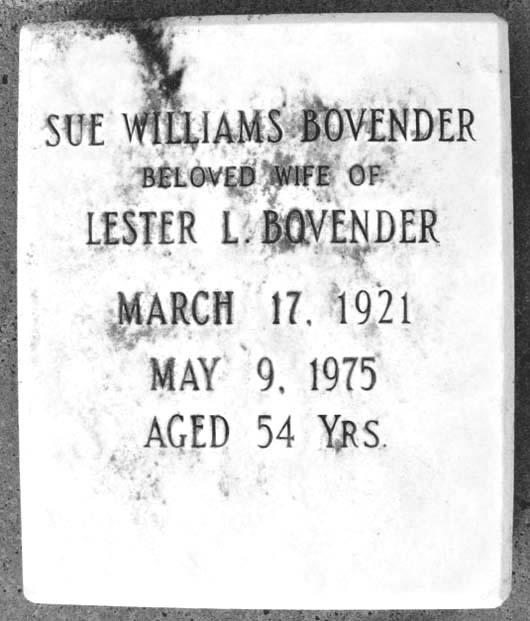 SUE WILLIAMS BOVENDER
BELOVED WIFE OF
LESTER L. BOVENDER
MARCH 17, 1921
MAY 9, 1975
AGED 54 YRS.